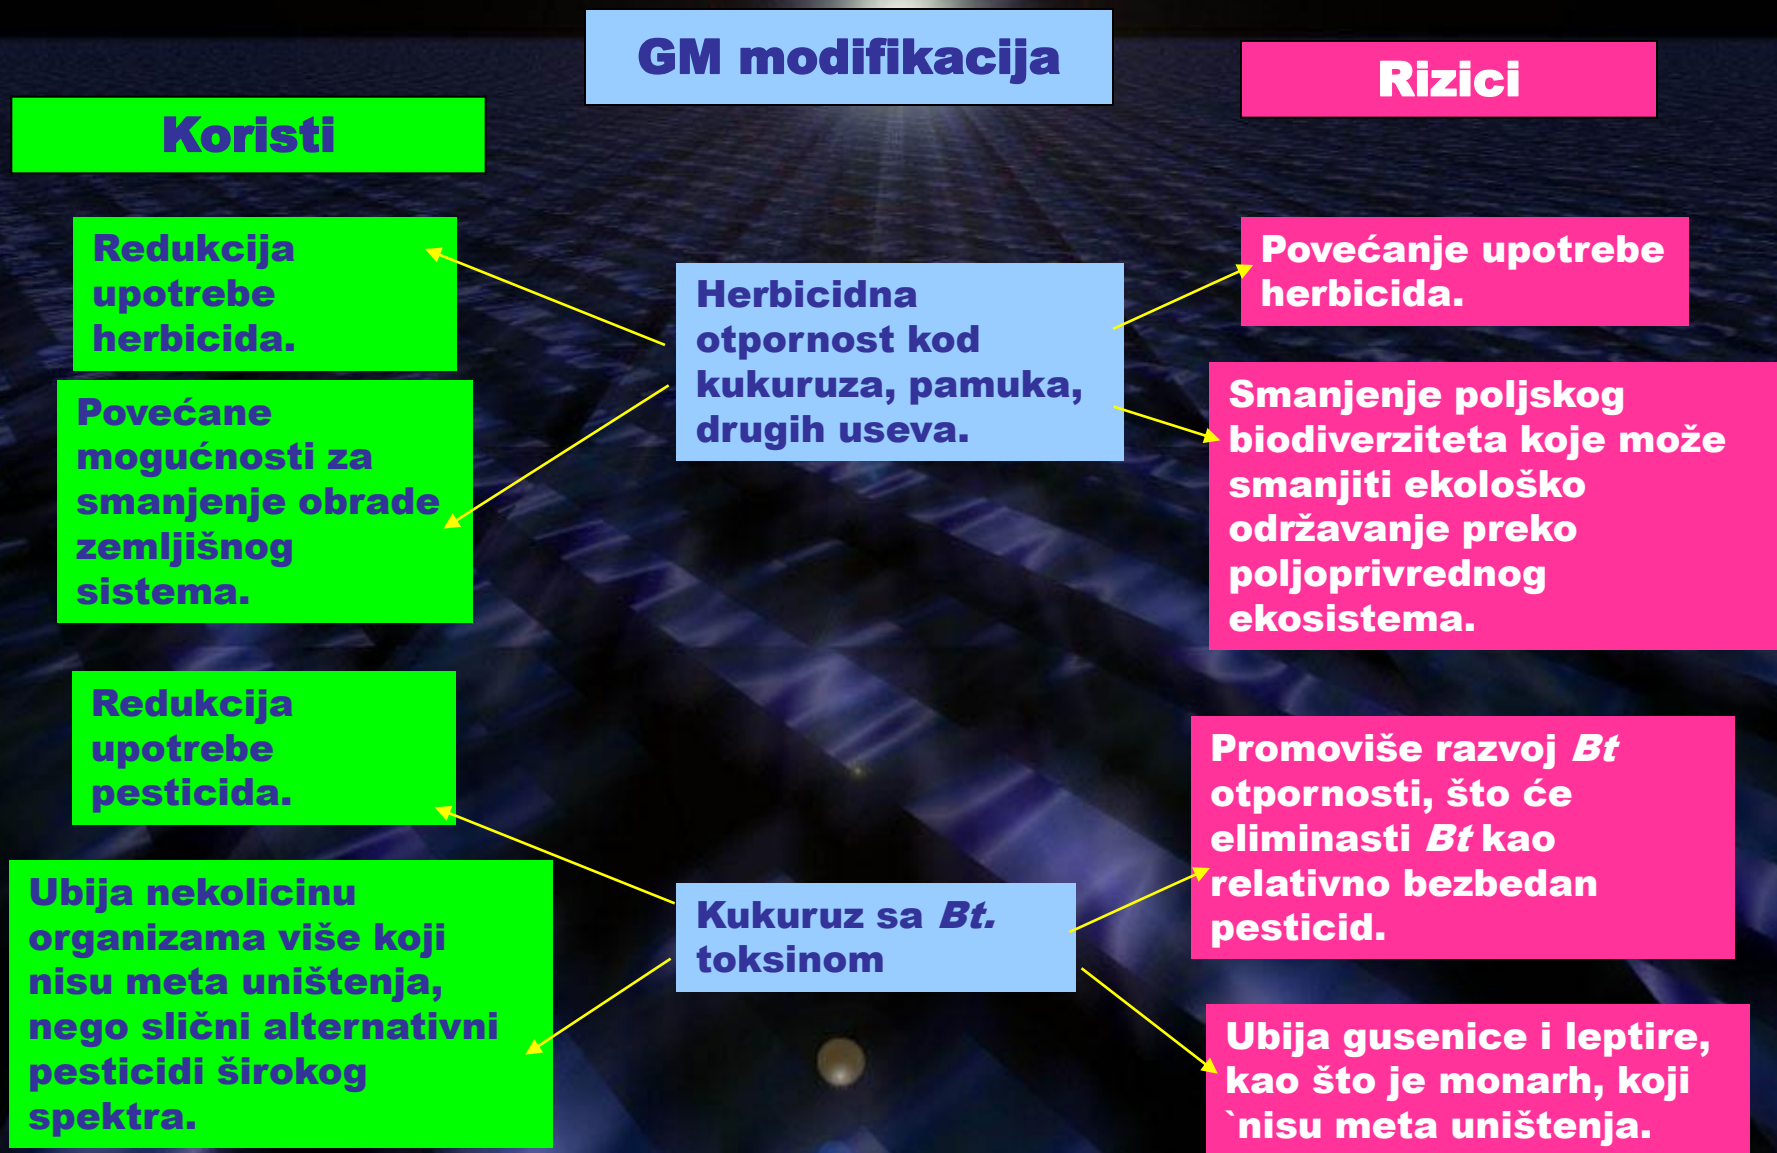 GM modifikacija
Rizici
Koristi
Redukcija
upotrebe
herbicida.
Povećane
mogućnosti za
smanjenje obrade
zemljišnog
sistema.
Herbicidna
otpornost kod
kukuruza, pamuka,
drugih useva.
Povećanje upotrebe
herbicida.
Smanjenje poljskog
biodiverziteta koje može
smanjiti ekološko
održavanje preko
poljoprivrednog
ekosistema.
Redukcija
upotrebe
pesticida.
Ubija nekolicinu
organizama više koji
nisu meta uništenja,
nego slični alternativni
pesticidi širokog
spektra.
Kukuruz sa Bt.
toksinom
Promoviše razvoj Bt
otpornosti, što će
eliminasti Bt kao
relativno bezbedan
pesticid.
Ubija gusenice i leptire,
kao što je monarh, koji
`nisu meta uništenja.